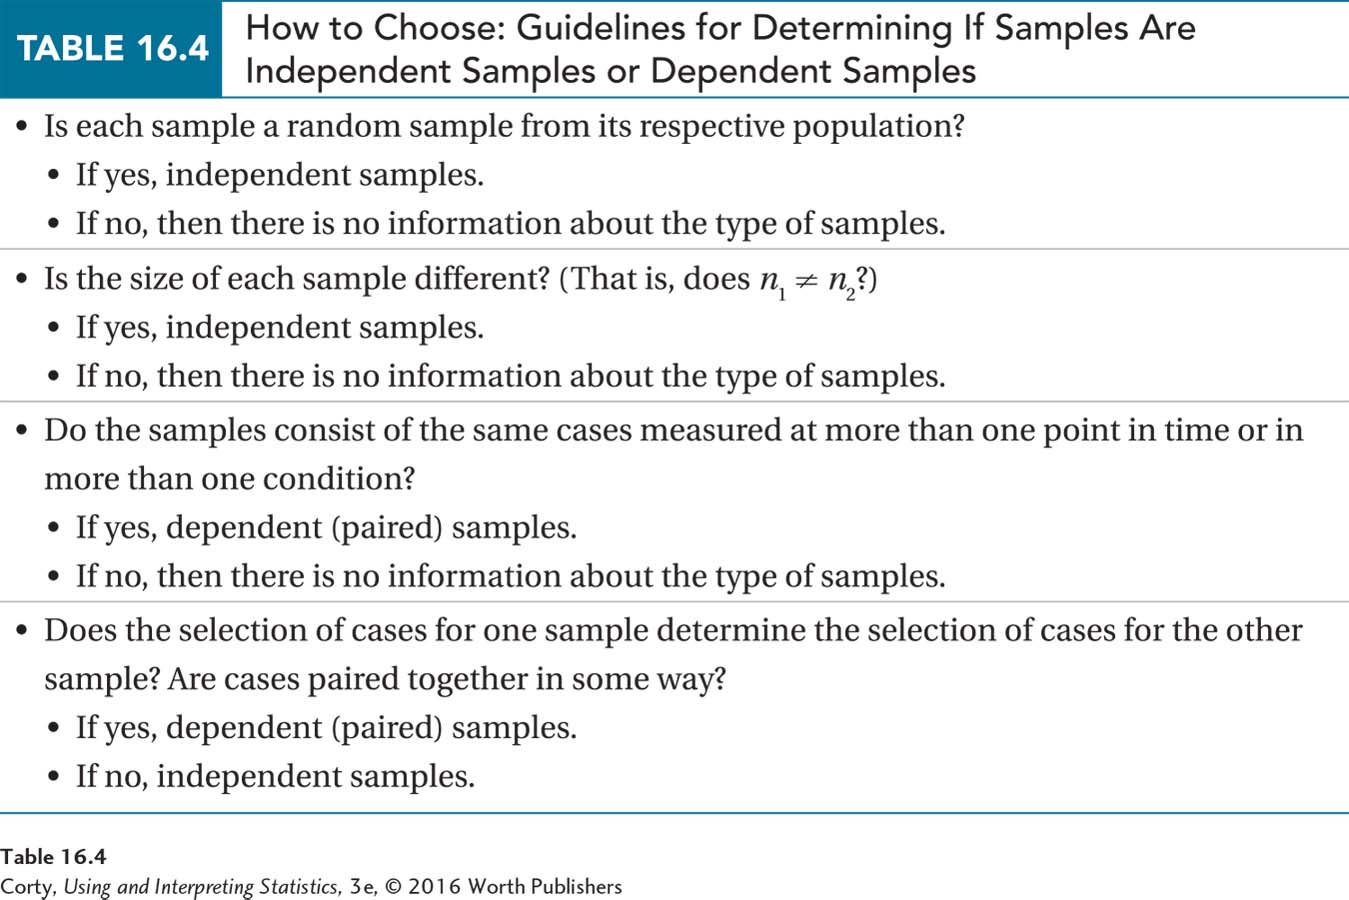 TABLE 16.4
How to Choose: Guidelines for Determining If Samples Are
Independent Samples or Dependent Samples
• Is each sample a random sample from its respective population?
• If yes, independent samples.
• If no, then there is no information about the type of samples.
• Is the size of each sample different? (That is, does n₁ ≠ n₂?)
• If yes, independent samples.
• If no, then there is no information about the type of samples.
• Do the samples consist of the same cases measured at more than one point in time or in
more than one condition?
• If yes, dependent (paired) samples.
• If no, then there is no information about the type of samples.
• Does the selection of cases for one sample determine the selection of cases for the other
sample? Are cases paired together in some way?
• If yes, dependent (paired) samples.
• If no, independent samples.
Table 16.4
Corty, Using and Interpreting Statistics, 3e, © 2016 Worth Publishers